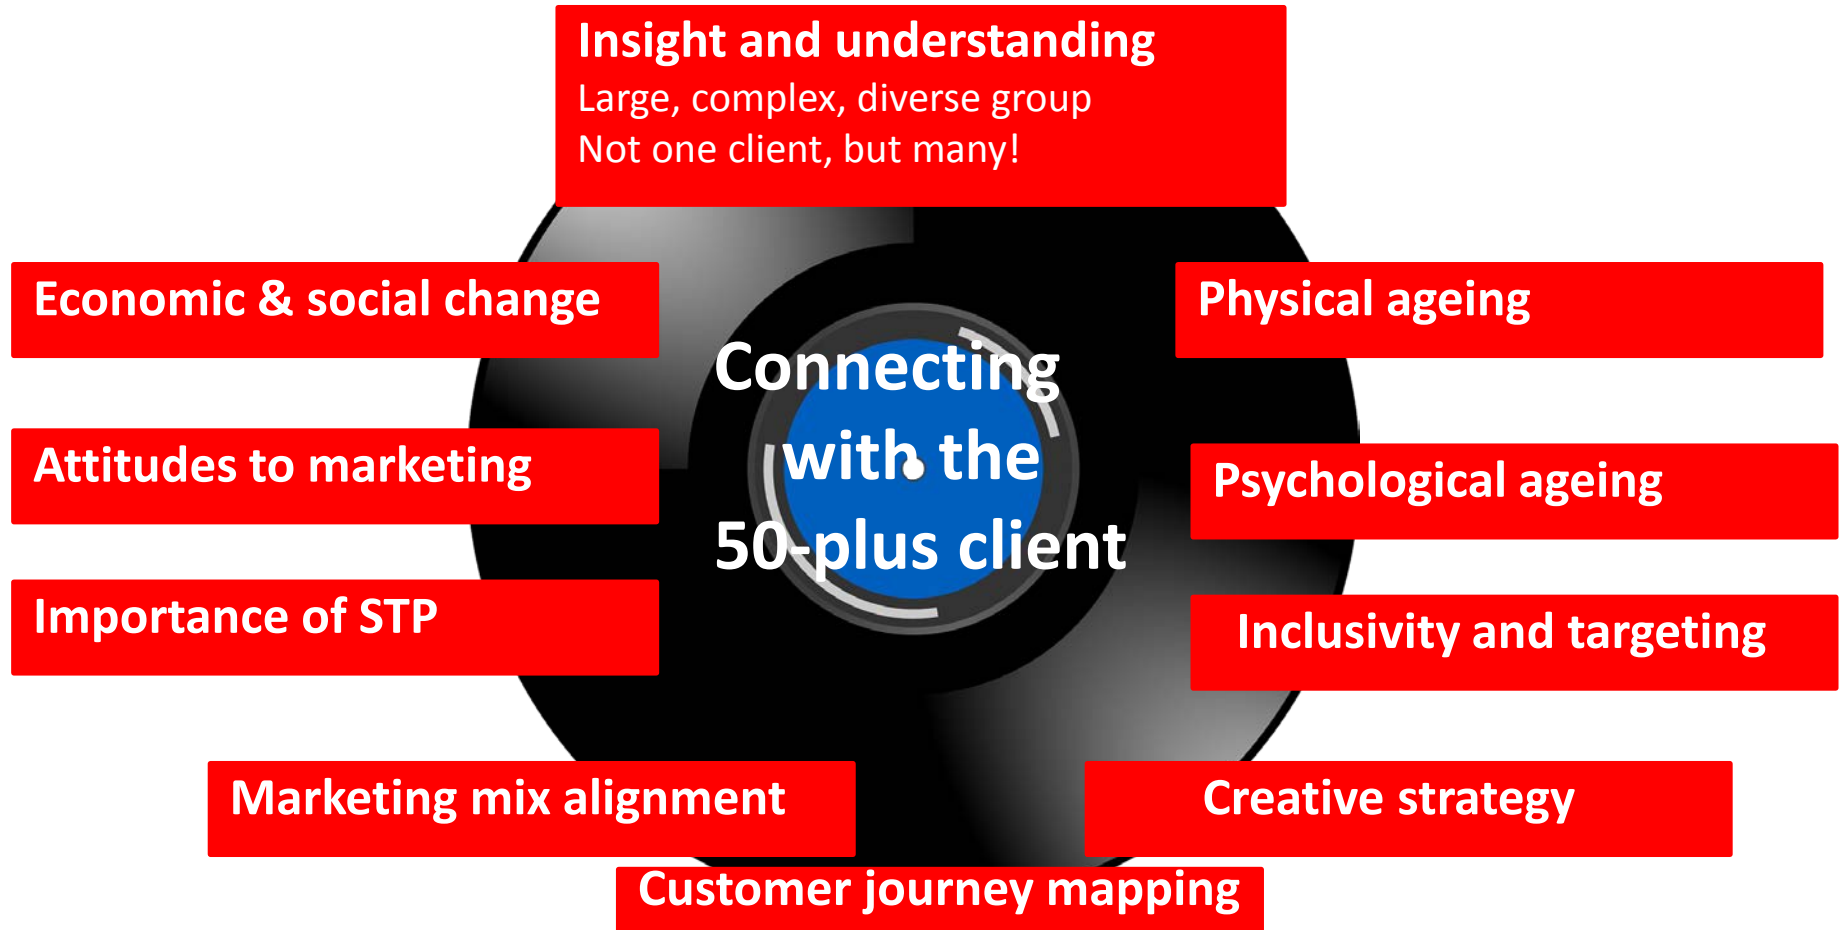 Insight and understanding
Large, complex, diverse group
Not one client, but many!
Economic & social change
Physical ageing
Connecting
with the
50-plus client
Attitudes to marketing
Psychological ageing
Importance of STP
Inclusivity and targeting
Marketing mix alignment
Creative strategy
Customer journey mapping